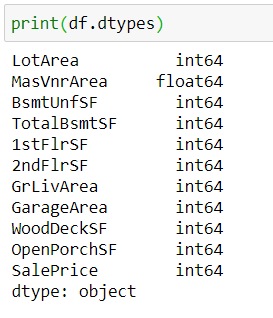 print(df.dtypes)
LotArea int64
MasVnrArea float64
BsmtUnfSF int64
TotalBsmtSF int64
1stFlrSF int64
2ndFlrSF int64
GrLivArea int64
GarageArea int64
WoodDeckSF int64
OpenPorchSF int64
SalePrice int64
dtype: object